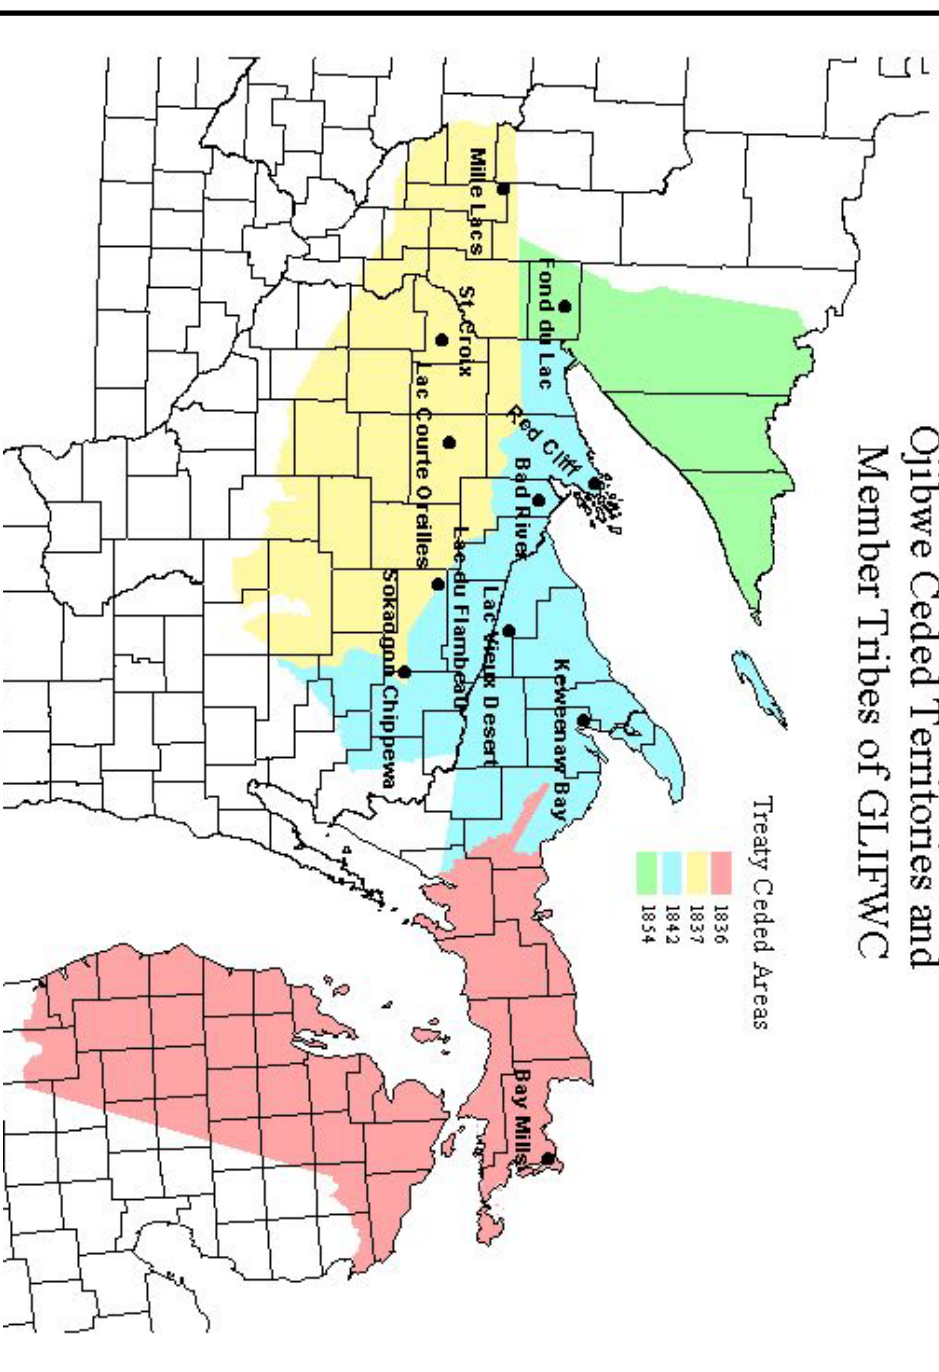 Ojibwe Ceded Territories and
Member Tribes of GLIFWC
Treaty Ceded Areas
1836
1837
1842
1854
Mille Lacs
Fond du Lac
St. Croix
Lac Courte Oreilles
Red Cliff
Bad River
Lac du Flambeau
Sokaogon Chippewa
Lac Vieux Desert
Keweenaw Bay
Bay Mills